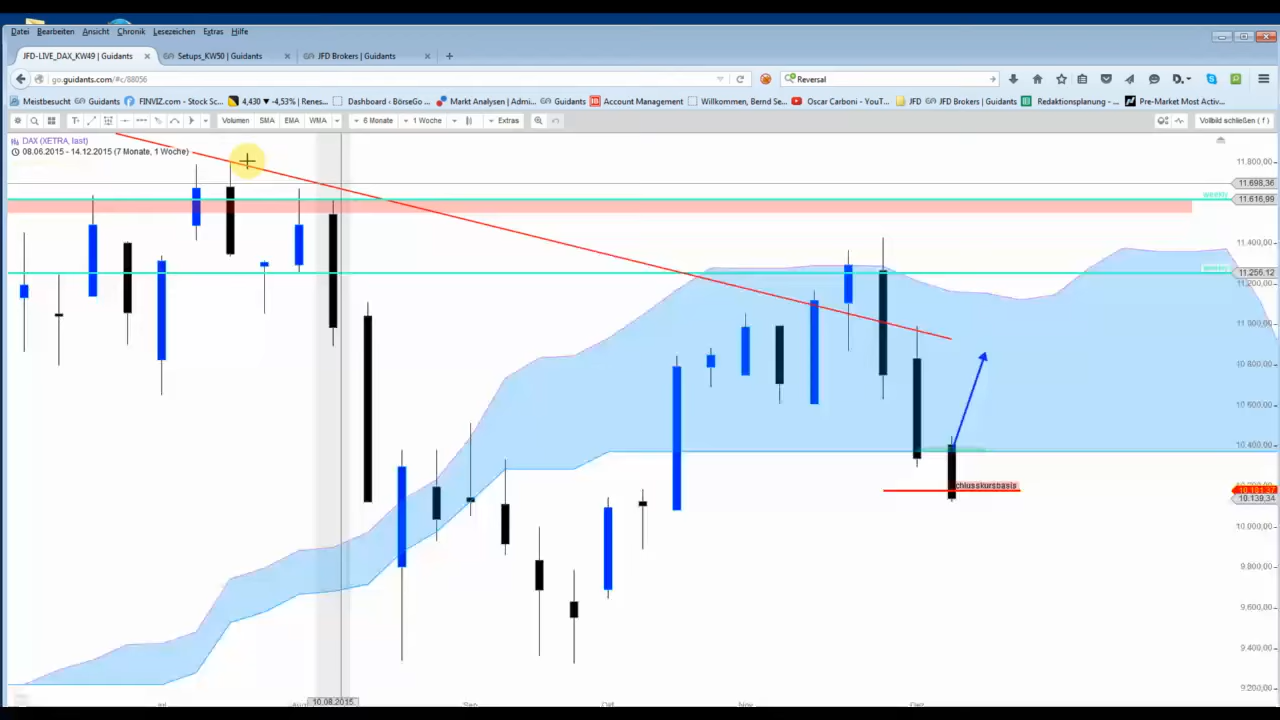 Datei Bearbeiten Ansicht Chronik Lesezeichen Extras Hilfe
JFD-LIVE_DAX_KW49 | Guidants × Setups_KW50 | Guidants × JFD Brokers | Guidants × +
go.guidants.com/#c/88056 Reversal
Meistbesucht Guidants FINVIZ.com - Stock Sc... 4,430 ▼ -4,53% | Renes... Dashboard ‹ BörseGo ... Markt Analysen | Admi... Guidants Account Management Willkommen, Bernd Se... Oscar Carboni - YouT... JFD JFD Brokers | Guidants Redaktionsplanung - ... Pre-Market Most Activ...
Volumen SMA EMA WMA 6 Monate 1 Woche Extras Vollbild schließen ( f )
DAX (XETRA, last)
08.06.2015 - 14.12.2015 (7 Monate, 1 Woche)
11.800,00
11.698,36
weekly
11.616,99
11.400,00
weekly
11.256,12
11.200,00
11.000,00
10.800,00
10.600,00
10.400,00
chlusskursbasis
10.139,34
10.000,00
9.800,00
9.600,00
9.400,00
9.200,00
10.08.2015
Sep Okt Nov Dez